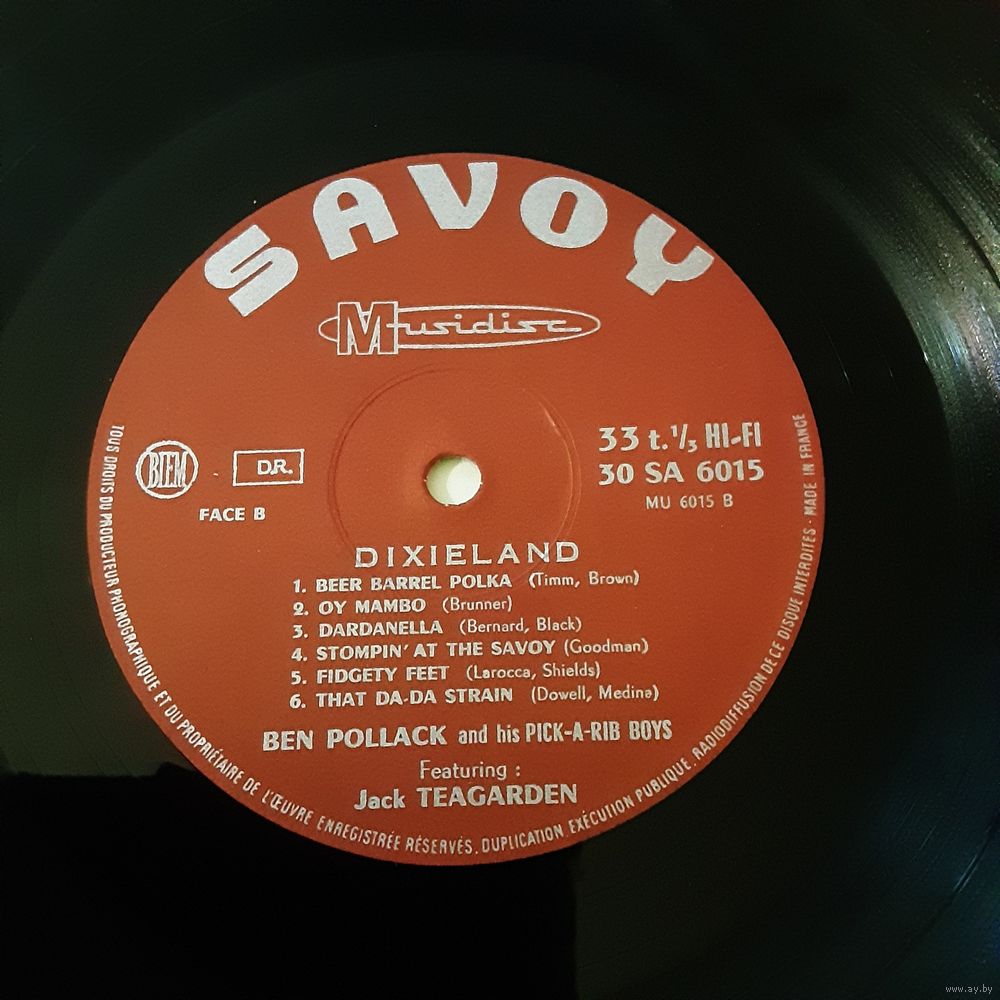 SAVOY
Musidisc
BIEM
D.R.
33 t. 1/3 HI-FI
30 SA 6015
MU 6015 B
FACE B
DIXIELAND
1. BEER BARREL POLKA (Timm, Brown)
2. OY MAMBO (Brunner)
3. DARDANELLA (Bernard, Black)
4. STOMPIN' AT THE SAVOY (Goodman)
5. FIDGETY FEET (Larocca, Shields)
6. THAT DA-DA STRAIN (Dowell, Medina)
BEN POLLACK and his PICK-A-RIB BOYS
Featuring :
Jack TEAGARDEN
TOUS DROITS DU PRODUCTEUR PHONOGRAPHIQUE ET DU PROPRIÉTAIRE DE L'ŒUVRE ENREGISTRÉE RÉSERVÉS. DUPLICATION, EXÉCUTION PUBLIQUE, RADIODIFFUSION DE CE DISQUE INTERDITES · MADE IN FRANCE
www.ay.by